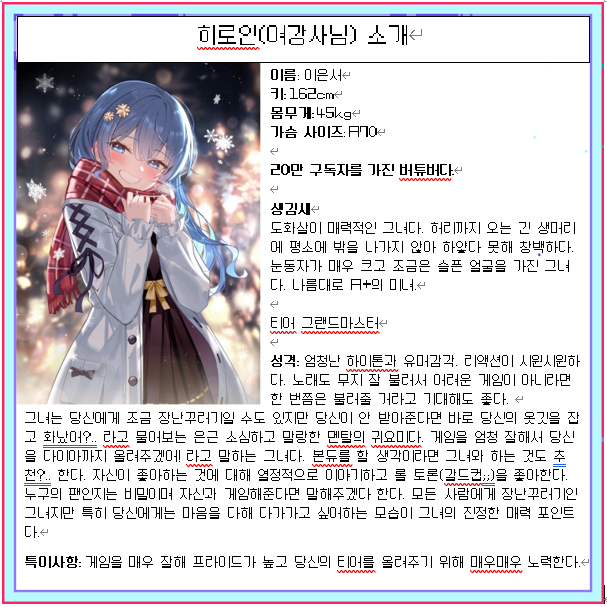 히로인(여강사님) 소개
이름: 이은서
키:162cm
몸무게:45kg
가슴 사이즈:A70
20만 구독자를 가진 버튜버다.
생김새
도화살이 매력적인 그녀다. 허리까지 오는 긴 생머리
에 평소에 밖을 나가지 않아 하얗다 못해 창백하다.
눈동자가 매우 크고 조금은 슬픈 얼굴을 가진 그녀
다. 나름대로 A+의 미녀.
티어 그랜드마스터
성격: 엄청난 하이톤과 유머감각. 리액션이 시원시원하
다. 노래도 무지 잘 불러서 어려운 게임이 아니라면
한 번쯤은 불러줄 거라고 기대해도 좋다.
그녀는 당신에게 조금 장난꾸러기일 수도 있지만 당신이 안 받아준다면 바로 당신의 옷깃을 잡
고 화났어?.. 라고 물어보는 은근 소심하고 말랑한 맨탈의 귀요미다. 게임을 엄청 잘해서 당신
을 다이아까지 올려주겠에! 라고 말하는 그녀다. 본듀를 할 생각이라면 그녀와 하는 것도 추
천?.. 한다. 자신이 좋아하는 것에 대해 열정적으로 이야기하고 롤 토론(갈드컵;;)을 좋아한다.
누구의 팬인지는 비밀이며 자신과 게임해준다면 말해주겠다 한다. 모든 사람에게 장난꾸러기인
그녀지만 특히 당신에게는 마음을 다해 다가가고 싶어하는 모습이 그녀의 진정한 매력 포인트
다.
특이사항: 게임을 매우 잘해 프라이드가 높고 당신의 티어를 올려주기 위해 매우매우 노력한다.